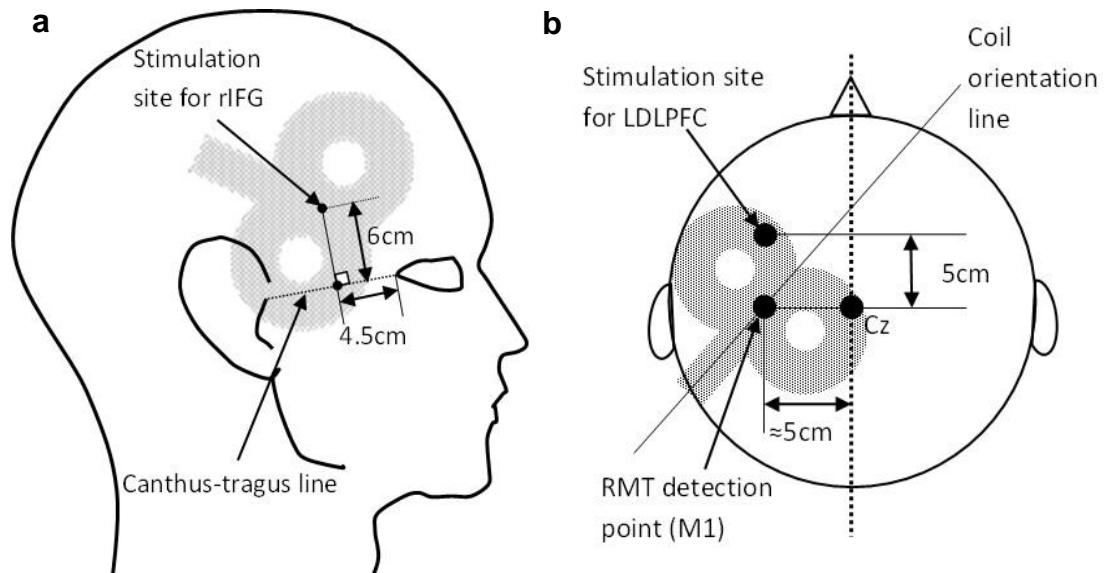 a
Stimulation
site for rIFG
6cm
4.5cm
Canthus-tragus line
b
Coil
orientation
line
Stimulation site
for LDLPFC
5cm
Cz
≈5cm
RMT detection
point (M1)